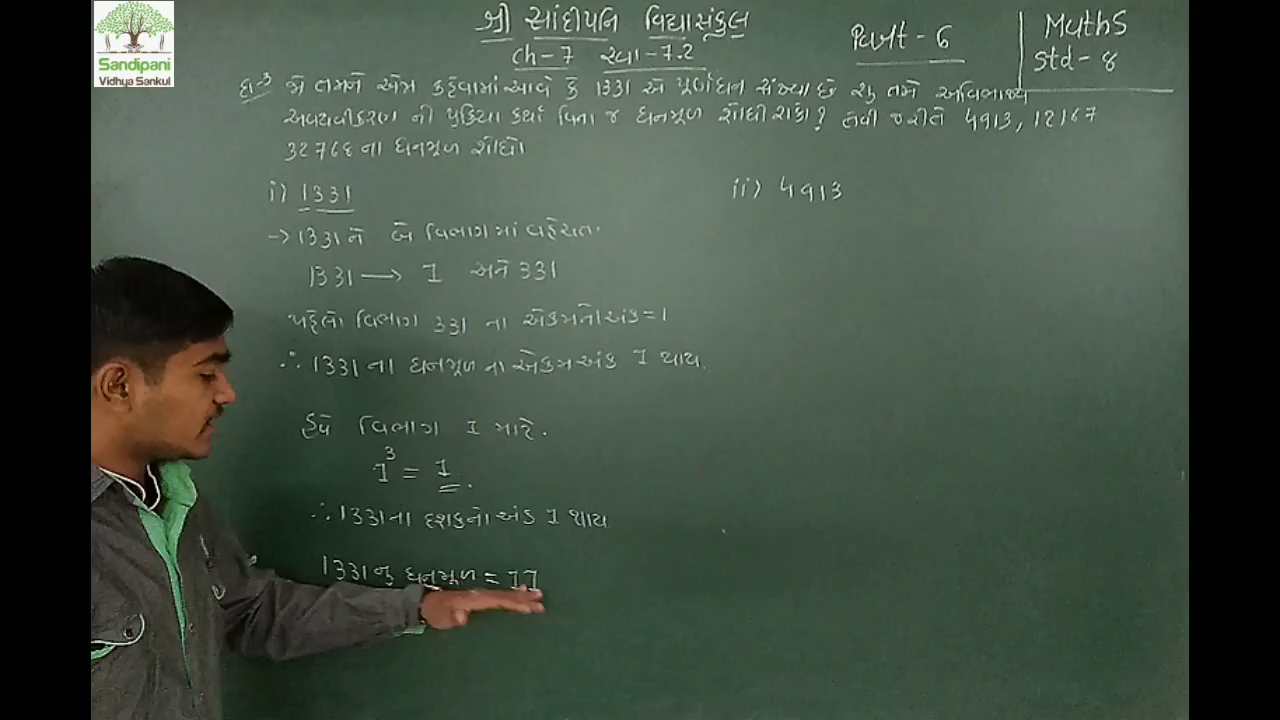 Sandipani
Vidhya Sankul
શ્રી સાંદીપનિ વિદ્યાસંકુલ
ch-7 સ્વા-7.2
પાર્ટ - 6
Maths
Std - 8
દા-૩ જો તમને એમ કહેવામાં આવે કે 1331 એ પૂર્ણઘન સંખ્યા છે શું તમે અવિભાજ્ય
અવયવીકરણ ની પ્રક્રિયા કર્યા વિના જ ઘનમૂળ શોધી શકો? તેવી જ રીતે 4913, 12167
32768 ના ઘનમૂળ શોધો
i) 1331
→ 1331 ને બે વિભાગ માં વહેંચતા.
1331 → 1 અને 331
પહેલો વિભાગ 331 ના એકમનો અંક = 1
∴ 1331 ના ઘનમૂળ ના એકમ અંક 1 થાય.
હવે વિભાગ 1 માટે.
1³ = 1.
∴ 1331 ના દશકનો અંક 1 થાય
1331 નુ ઘનમૂળ = 11
ii) 4913